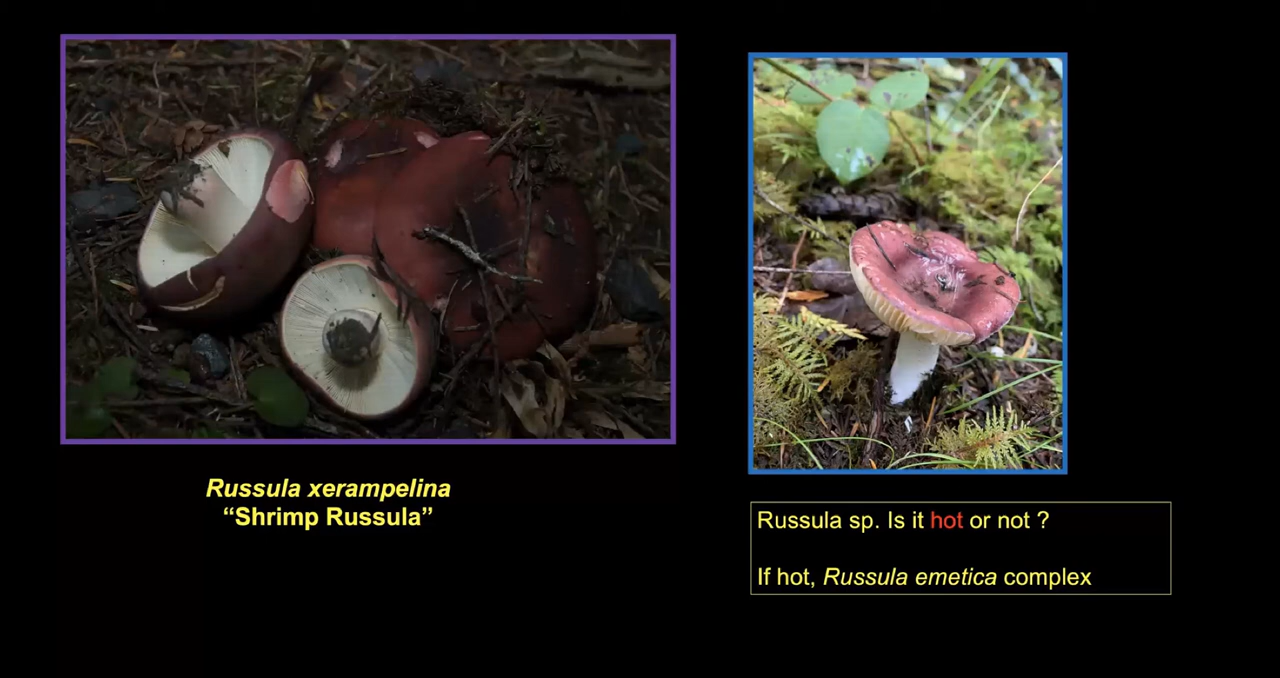 Russula xerampelina
“Shrimp Russula”
Russula sp. Is it hot or not ?
If hot, Russula emetica complex